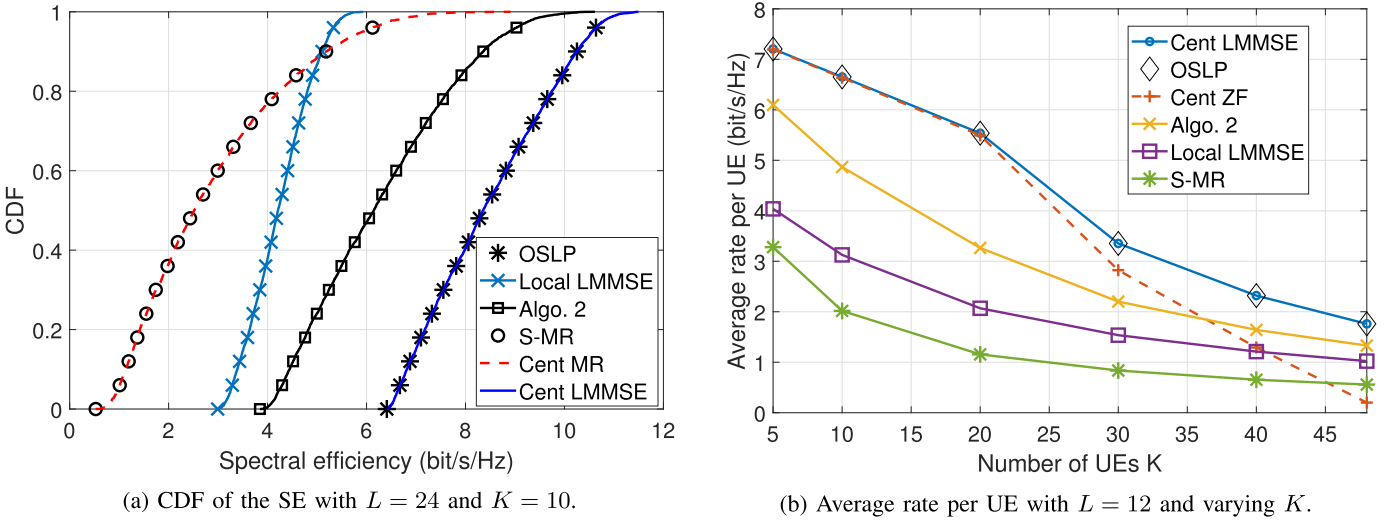 CDF
1
0.8
0.6
0.4
0.2
0
0 2 4 6 8 10 12
Spectral efficiency (bit/s/Hz)
OSLP
Local LMMSE
Algo. 2
S-MR
Cent MR
Cent LMMSE
(a) CDF of the SE with L = 24 and K = 10.
Average rate per UE (bit/s/Hz)
8
7
6
5
4
3
2
1
0
5 10 15 20 25 30 35 40 45
Number of UEs K
Cent LMMSE
OSLP
Cent ZF
Algo. 2
Local LMMSE
S-MR
(b) Average rate per UE with L = 12 and varying K.